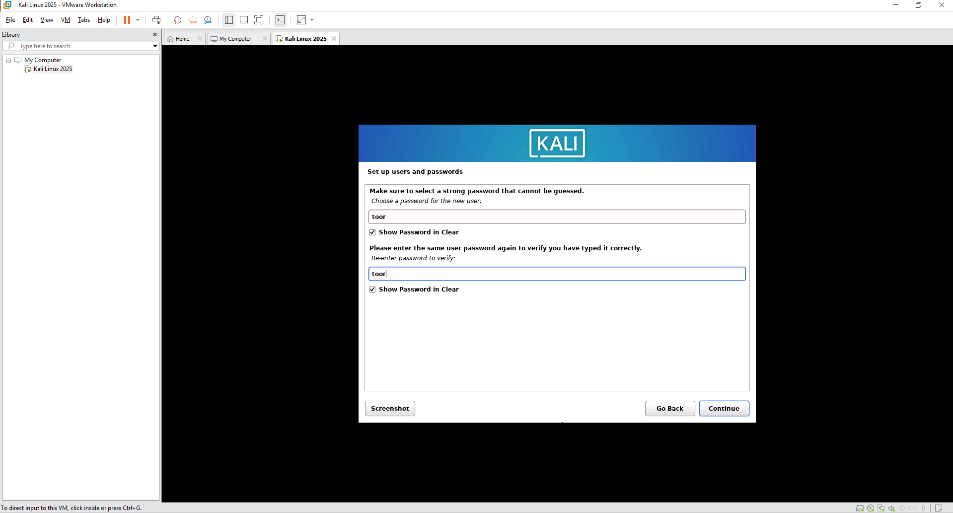 Kali Linux 2025 - VMware Workstation
File Edit View VM Tabs Help
Library
Type here to search
My Computer
Kali Linux 2025
Home
My Computer
Kali Linux 2025
KALI
Set up users and passwords
Make sure to select a strong password that cannot be guessed.
Choose a password for the new user:
toor
Show Password in Clear
Please enter the same user password again to verify you have typed it correctly.
Re-enter password to verify:
toor
Show Password in Clear
Screenshot
Go Back
Continue
To direct input to this VM, click inside or press Ctrl+G.